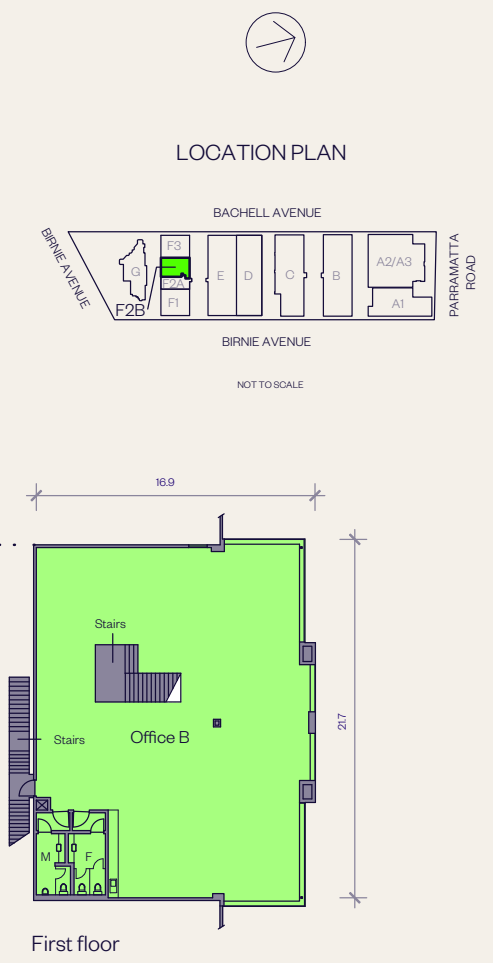 LOCATION PLAN
BACHELL AVENUE
BIRNIE AVENUE
G
F3
F2A
F1
F2B
E
D
C
B
A2/A3
A1
PARRAMATTA
ROAD
BIRNIE AVENUE
NOT TO SCALE
16.9
21.7
Stairs
Stairs
Office B
M
F
First floor